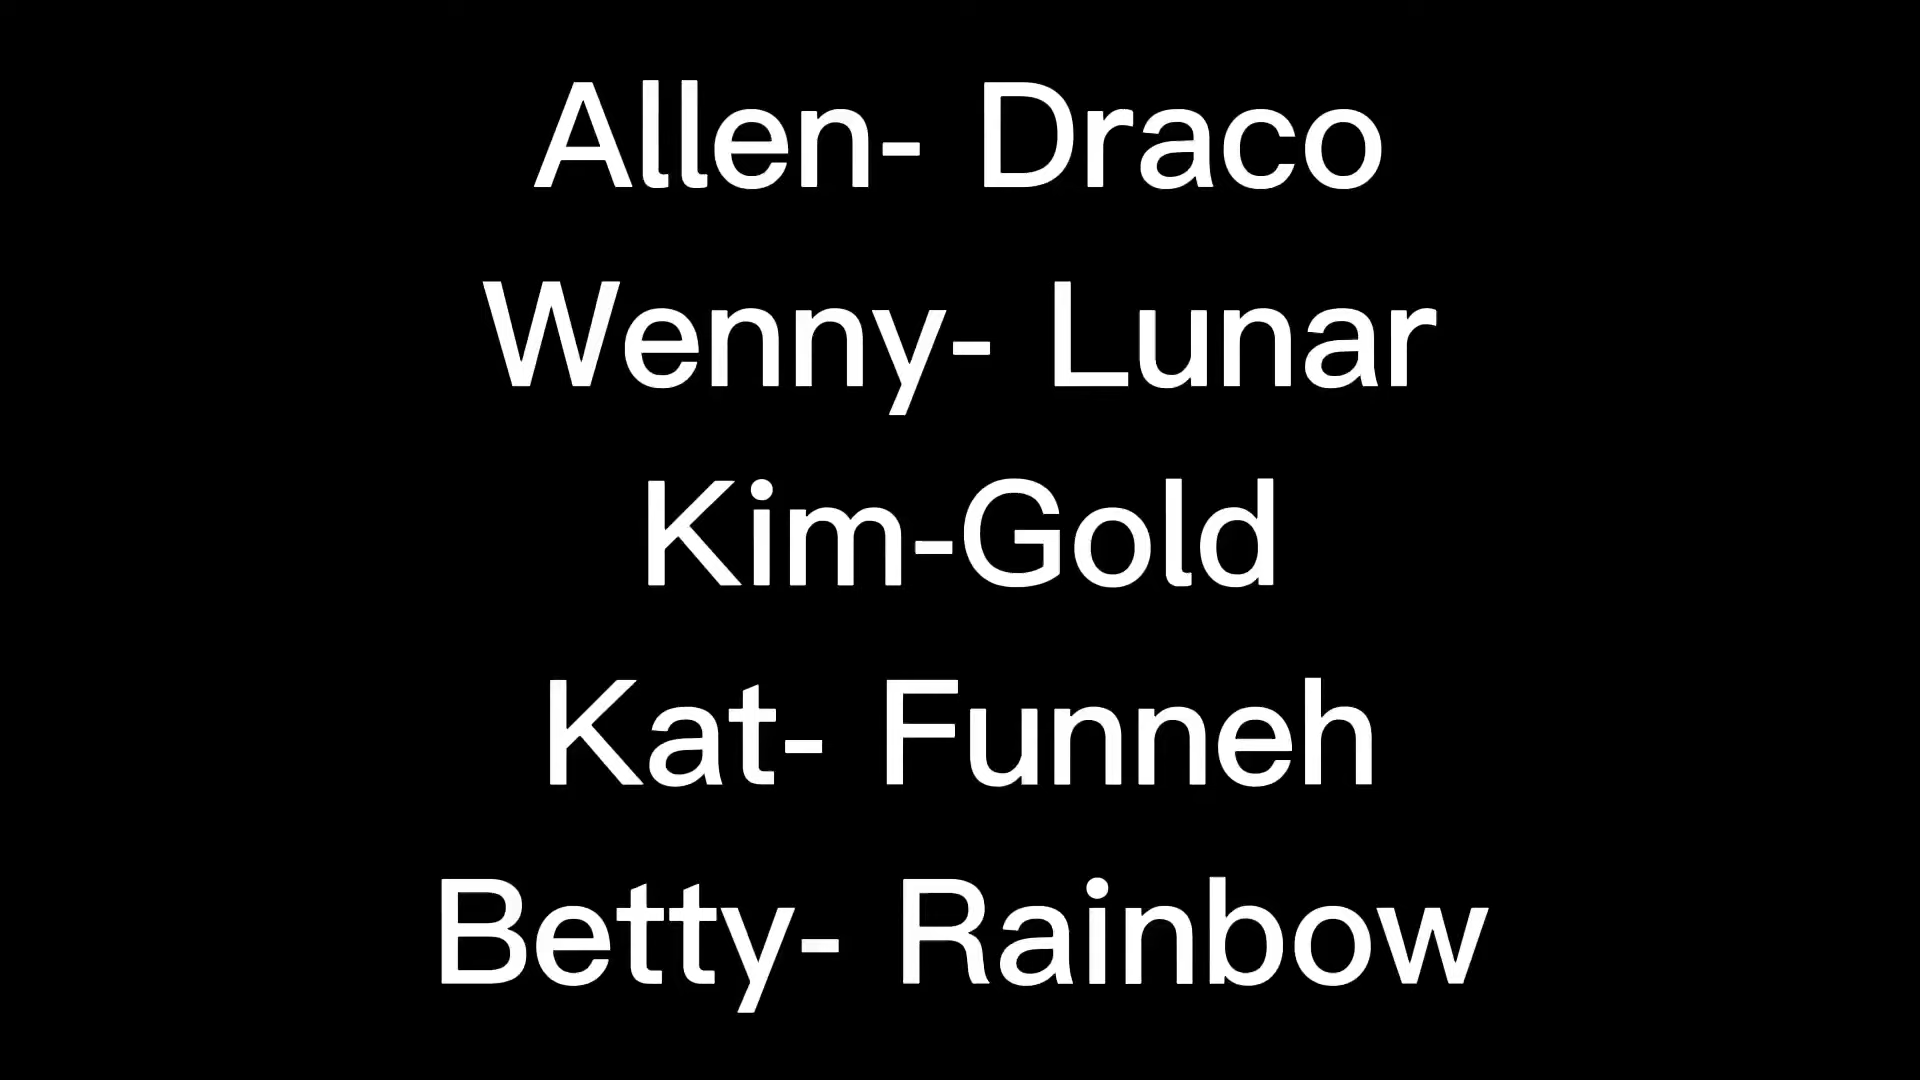 Allen- Draco
Wenny- Lunar
Kim-Gold
Kat- Funneh
Betty- Rainbow